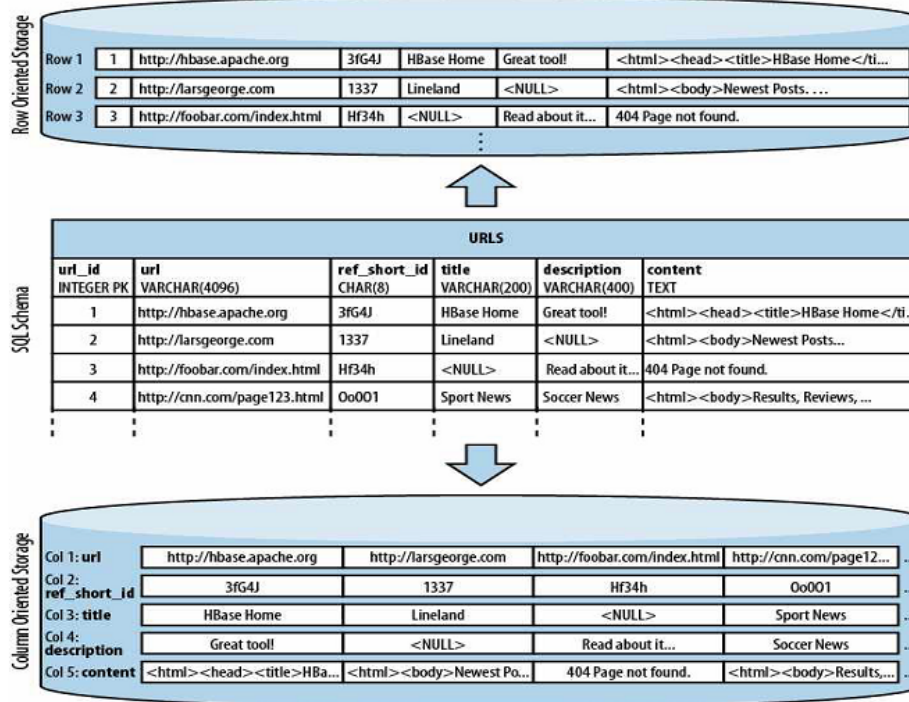 Row Oriented Storage
Row 1 1 http://hbase.apache.org 3fG4J HBase Home Great tool! <html><head><title>HBase Home</ti...
Row 2 2 http://larsgeorge.com 1337 Lineland <NULL> <html><body>Newest Posts. . . .
Row 3 3 http://foobar.com/index.html Hf34h <NULL> Read about it... 404 Page not found.
SQL Schema
URLS
url_id url ref_short_id title description content
INTEGER PK VARCHAR(4096) CHAR(8) VARCHAR(200) VARCHAR(400) TEXT
1 http://hbase.apache.org 3fG4J HBase Home Great tool! <html><head><title>HBase Home</ti..
2 http://larsgeorge.com 1337 Lineland <NULL> <html><body>Newest Posts...
3 http://foobar.com/index.html Hf34h <NULL> Read about it... 404 Page not found.
4 http://cnn.com/page123.html Oo0O1 Sport News Soccer News <html><body>Results, Reviews, ...
Column Oriented Storage
Col 1: url http://hbase.apache.org http://larsgeorge.com http://foobar.com/index.html http://cnn.com/page12... ..
Col 2:
ref_short_id 3fG4J 1337 Hf34h Oo0O1 ..
Col 3: title HBase Home Lineland <NULL> Sport News ..
Col 4:
description Great tool! <NULL> Read about it... Soccer News ..
Col 5: content <html><head><title>HBa... <html><body>Newest Po... 404 Page not found. <html><body>Results,... ..